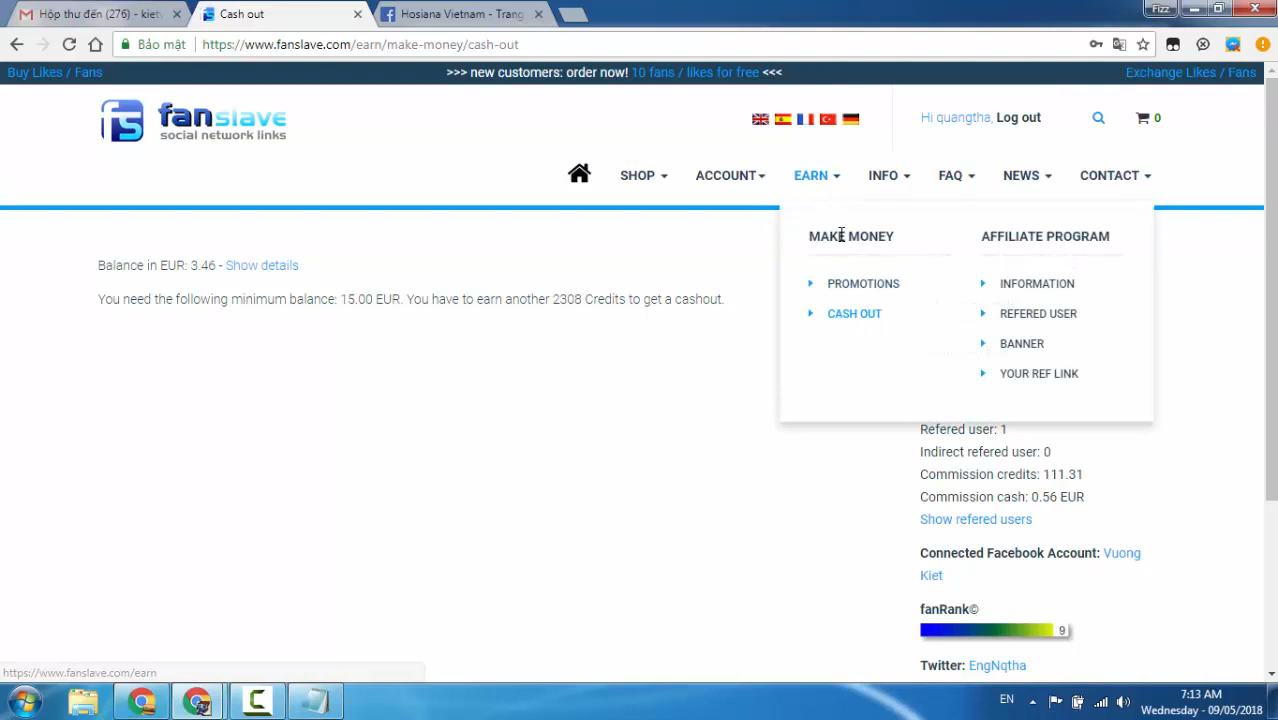 Hộp thư đến (276) - kietv
Cash out
Hosiana Vietnam - Trang
Fizz
Bảo mật
https://www.fanslave.com/earn/make-money/cash-out
Buy Likes / Fans
>>> new customers: order now! 10 fans / likes for free <<<
Exchange Likes / Fans
fs fanslave
social network links
Hi quangtha, Log out
0
SHOP
ACCOUNT
EARN
INFO
FAQ
NEWS
CONTACT
MAKE MONEY
AFFILIATE PROGRAM
Balance in EUR: 3.46 - Show details
PROMOTIONS
INFORMATION
You need the following minimum balance: 15.00 EUR. You have to earn another 2308 Credits to get a cashout.
CASH OUT
REFERED USER
BANNER
YOUR REF LINK
Refered user: 1
Indirect refered user: 0
Commission credits: 111.31
Commission cash: 0.56 EUR
Show refered users
Connected Facebook Account: Vuong
Kiet
fanRank©
9
Twitter: EngNqtha
https://www.fanslave.com/earn
EN
7:13 AM
Wednesday - 09/05/2018